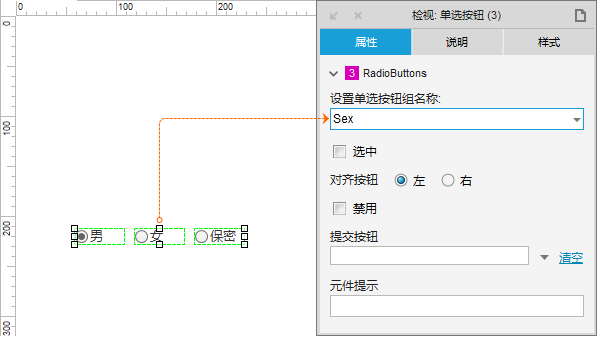 0 100 200
0
100
200
300
男 女 保密
检视: 单选按钮 (3)
属性 说明 样式
3 RadioButtons
设置单选按钮组名称:
Sex
选中
对齐按钮 左 右
禁用
提交按钮
清空
元件提示